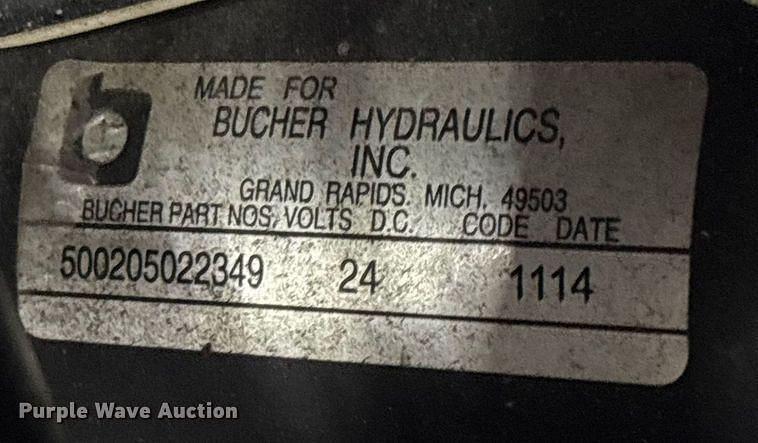 MADE FOR
BUCHER HYDRAULICS,
INC.
GRAND RAPIDS. MICH. 49503
BUCHER PART NOS, VOLTS D.C. CODE DATE
500205022349 24 1114
Purple Wave Auction